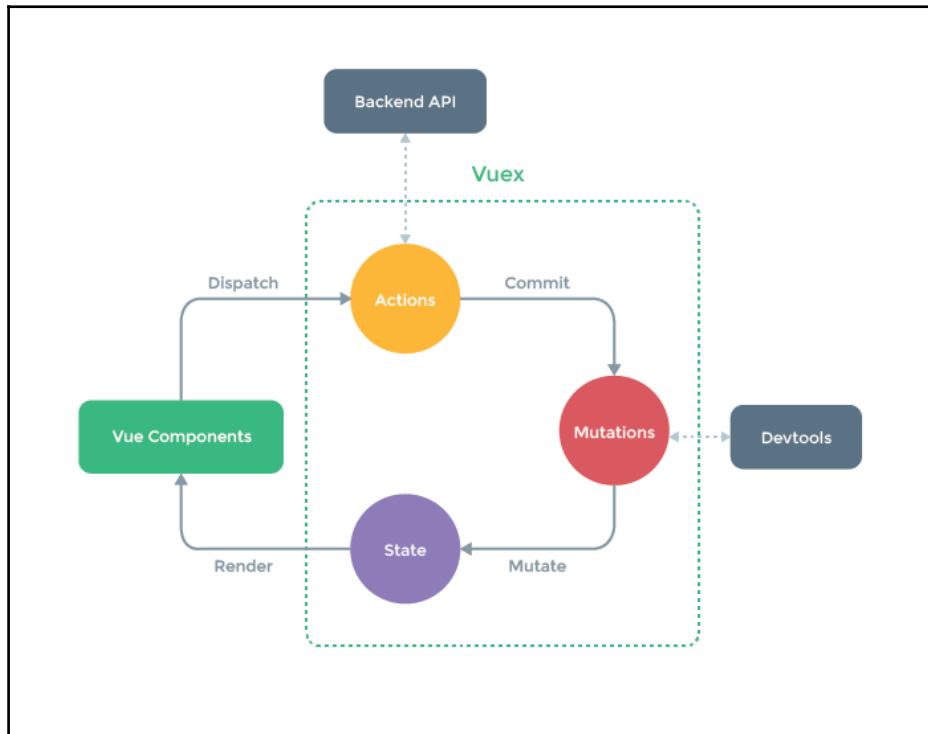 Backend API
Vuex
Dispatch
Actions
Commit
Vue Components
Mutations
Devtools
State
Render
Mutate